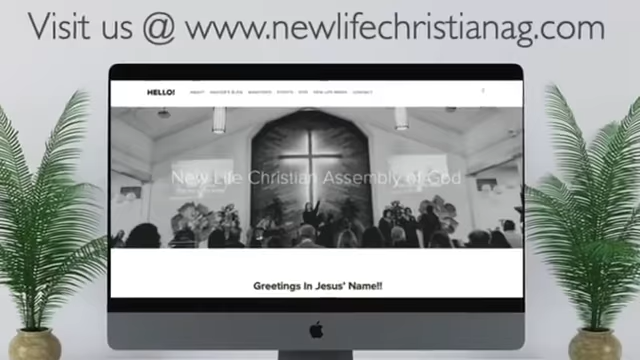 Visit us @ www.newlifechristianag.com
HELLO!
New Life Christian Assembly of God
Greetings In Jesus' Name!!